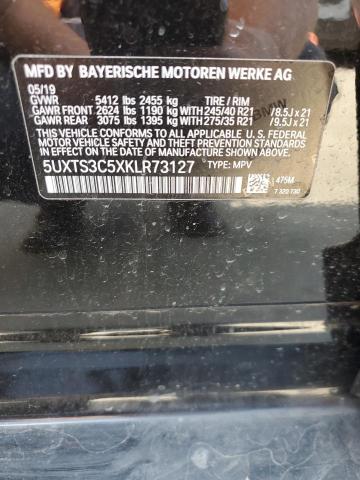 MFD BY BAYERISCHE MOTOREN WERKE AG
05/19
GVWR 5412 lbs 2455 kg TIRE / RIM
GAWR FRONT 2624 lbs 1190 kg WITH 245/40 R21 / 8.5J x 21
GAWR REAR 3075 lbs 1395 kg WITH 275/35 R21 / 9.5J x 21
THIS VEHICLE CONFORMS TO ALL APPLICABLE U.S. FEDERAL
MOTOR VEHICLE SAFETY STANDARDS IN EFFECT ON THE
DATE OF MANUFACTURE SHOWN ABOVE.
5UXTS3C5XKLR73127 TYPE: MPV
475M
7 320 730